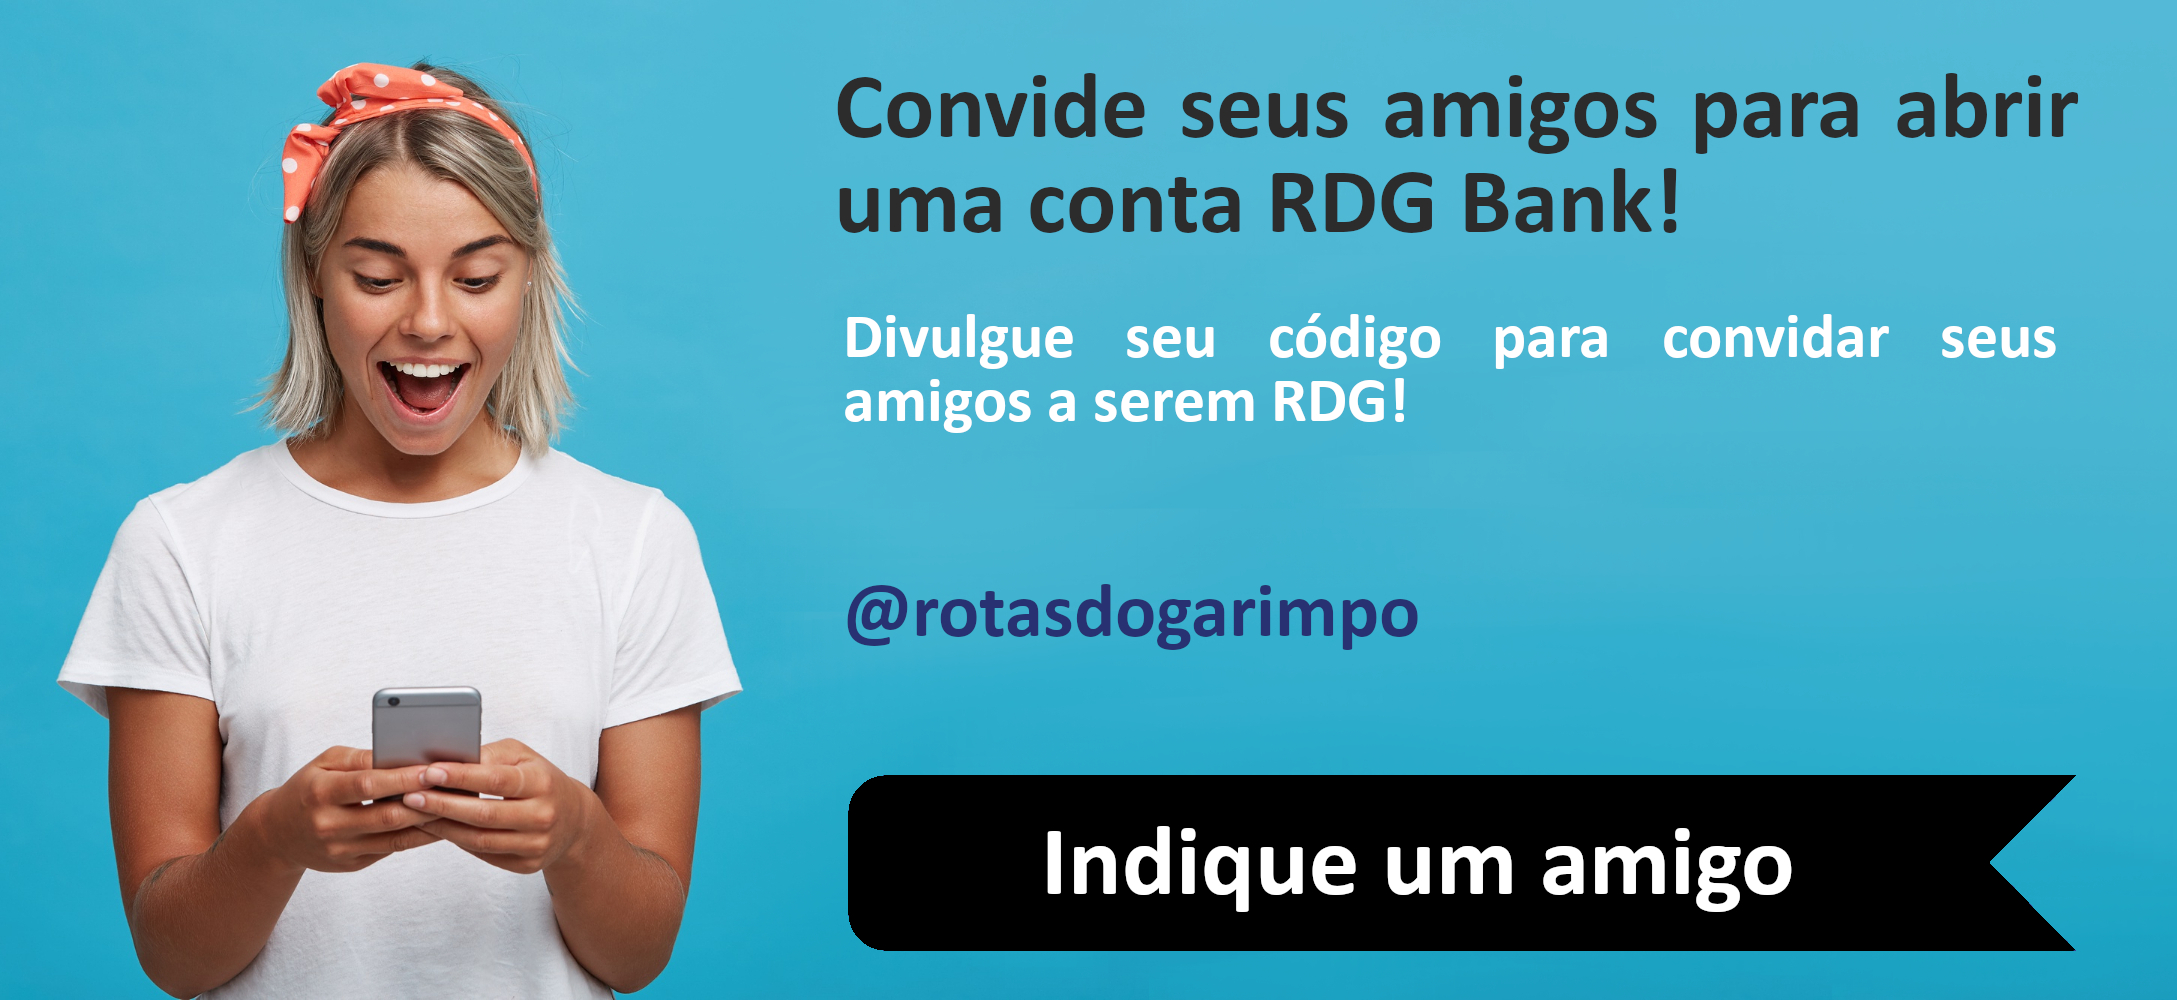 Convide seus amigos para abrir
uma conta RDG Bank!
Divulgue seu código para convidar seus
amigos a serem RDG!
@rotasdogarimpo
Indique um amigo